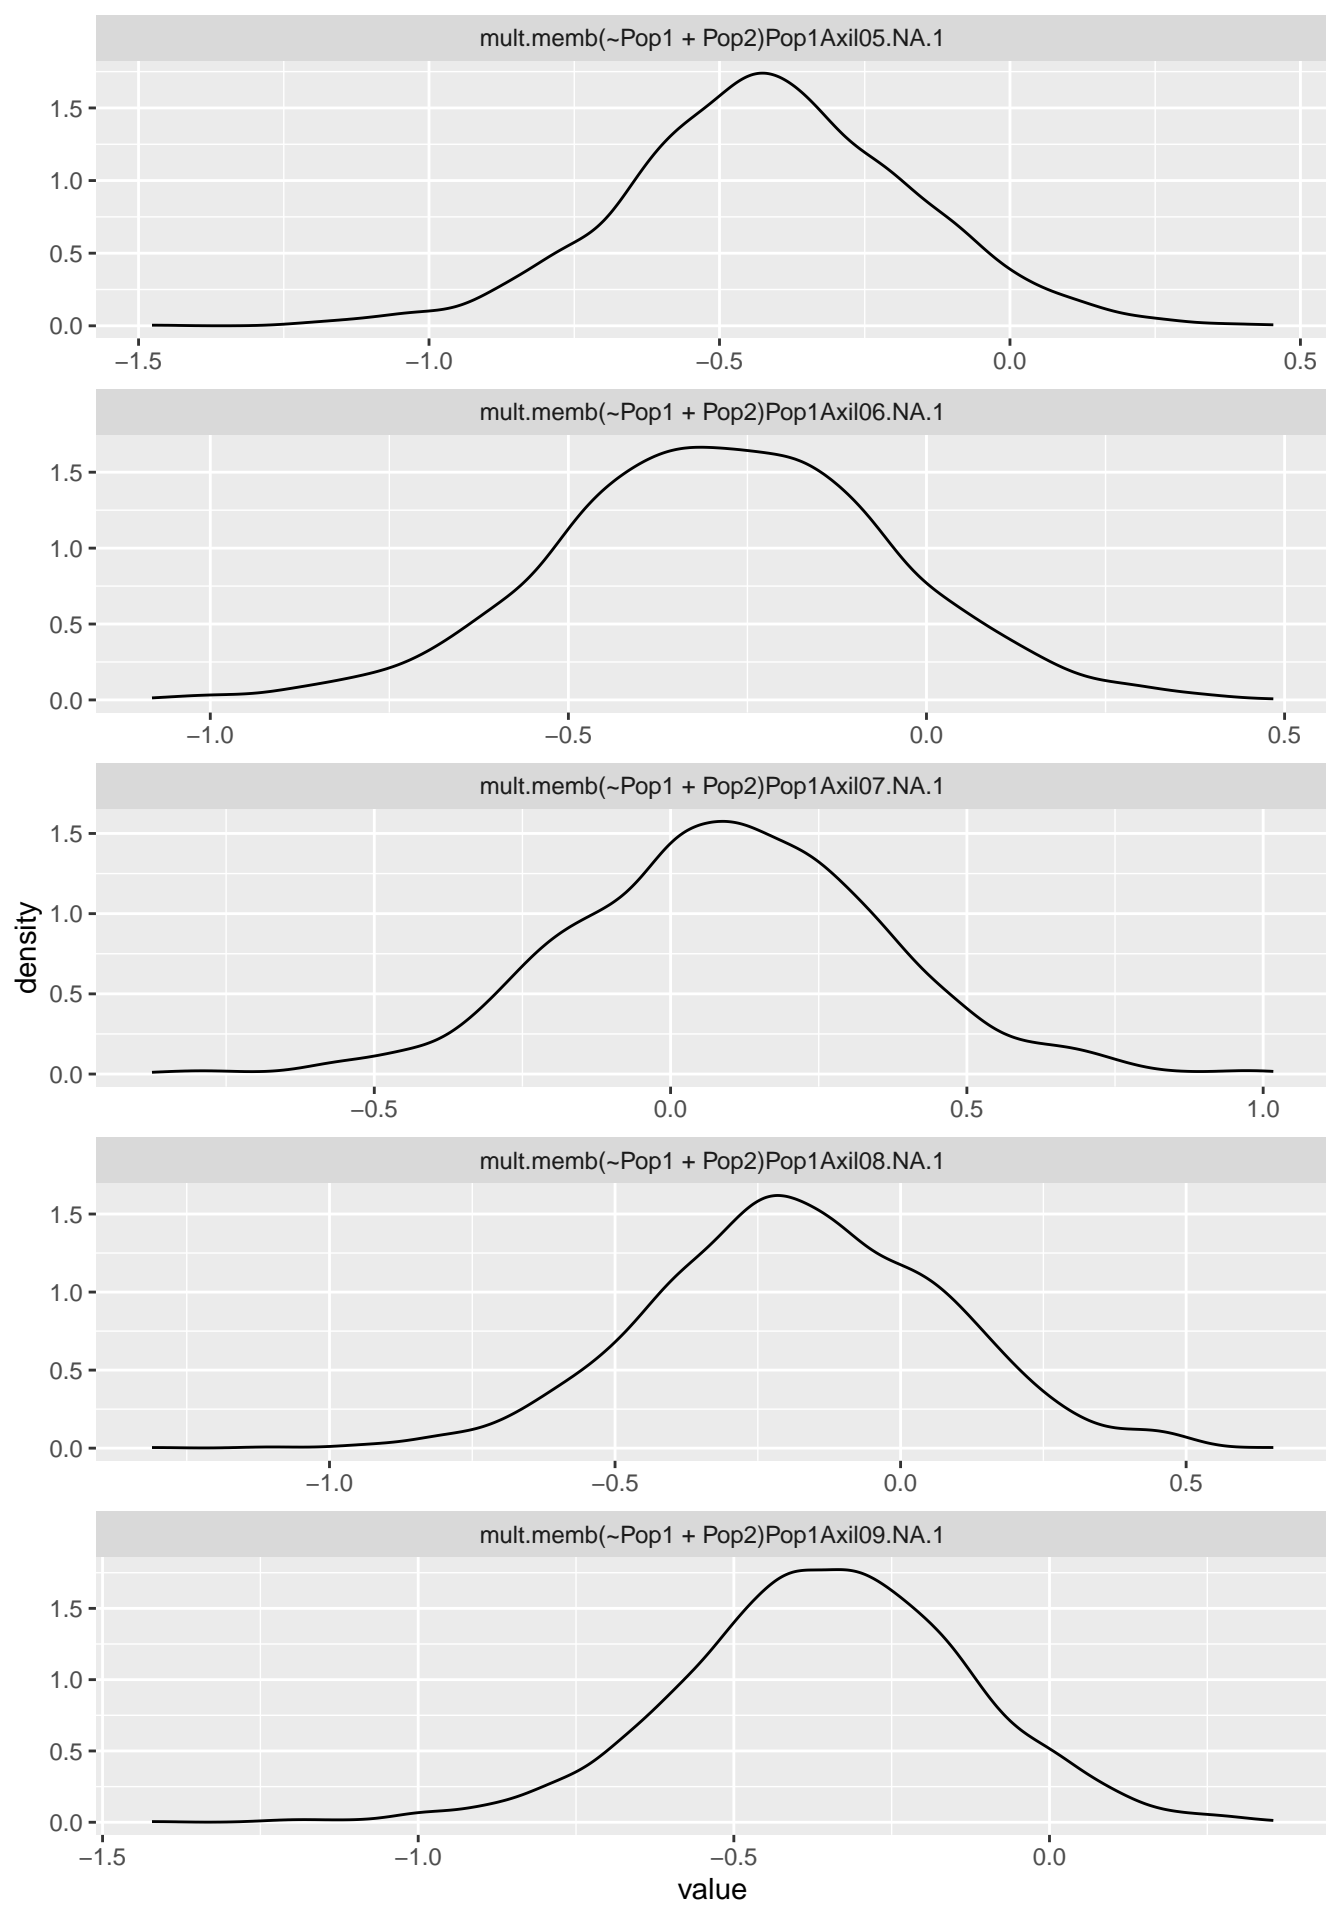 mult.memb(~Pop1 + Pop2)Pop1Axil05.NA.1
1.5
1.0
0.5
0.0
−1.5 −1.0 −0.5 0.0 0.5
mult.memb(~Pop1 + Pop2)Pop1Axil06.NA.1
1.5
1.0
0.5
0.0
−1.0 −0.5 0.0 0.5
mult.memb(~Pop1 + Pop2)Pop1Axil07.NA.1
1.5
1.0
0.5
0.0
−0.5 0.0 0.5 1.0
density
mult.memb(~Pop1 + Pop2)Pop1Axil08.NA.1
1.5
1.0
0.5
0.0
−1.0 −0.5 0.0 0.5
mult.memb(~Pop1 + Pop2)Pop1Axil09.NA.1
1.5
1.0
0.5
0.0
−1.5 −1.0 −0.5 0.0
value